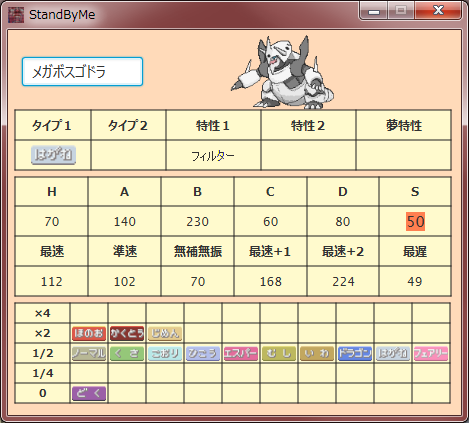 StandByMe
メガボスゴドラ
タイプ1 タイプ2 特性1 特性2 夢特性
はがね フィルター
H A B C D S
70 140 230 60 80 50
最速 準速 無補無振 最速+1 最速+2 最遅
112 102 70 168 224 49
×4
×2 ほのお かくとう じめん
1/2 ノーマル くさ こおり ひこう エスパー むし いわ ドラゴン はがね フェアリー
1/4
0 どく